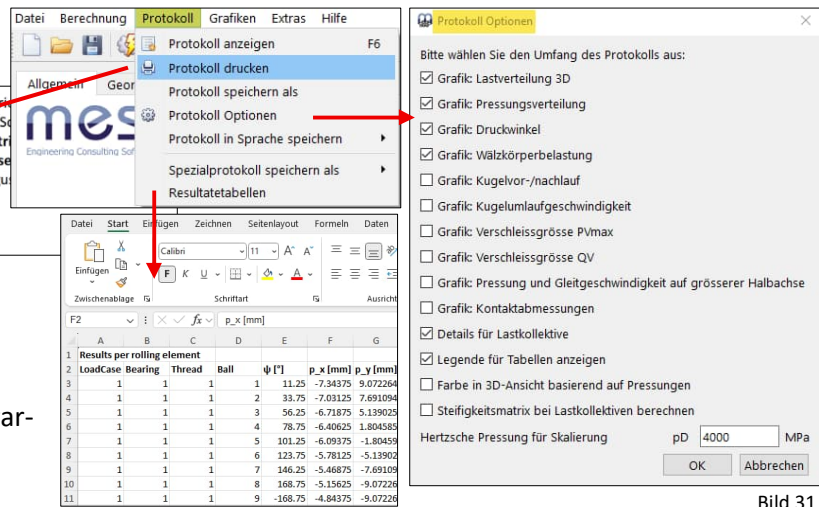 Datei Berechnung Protokoll Grafiken Extras Hilfe
Protokoll anzeigen F6
Protokoll drucken
Protokoll speichern als
Protokoll Optionen
Protokoll in Sprache speichern
Spezialprotokoll speichern als
Resultatetabellen
Allgemein Geor
mes
Engineering Consulting Sof
Datei Start Einfügen Zeichnen Seitenlayout Formeln Daten
Einfügen
Calibri 11
F K U
Zwischenablage Schriftart Ausricht
F2 fx p_x [mm]
A B C D E F G
1 Results per rolling element
2 LoadCase Bearing Thread Ball ψ [°] p_x [mm] p_y [mm]
3 1 1 1 1 11.25 -7.34375 9.072264
4 1 1 1 2 33.75 -7.03125 7.691094
5 1 1 1 3 56.25 -6.71875 5.139025
6 1 1 1 4 78.75 -6.40625 1.804585
7 1 1 1 5 101.25 -6.09375 -1.80459
8 1 1 1 6 123.75 -5.78125 -5.13902
9 1 1 1 7 146.25 -5.46875 -7.69109
10 1 1 1 8 168.75 -5.15625 -9.07226
11 1 1 1 9 -168.75 -4.84375 -9.07226
ar-
Protokoll Optionen
Bitte wählen Sie den Umfang des Protokolls aus:
Grafik: Lastverteilung 3D
Grafik: Pressungsverteilung
Grafik: Druckwinkel
Grafik: Wälzkörperbelastung
Grafik: Kugelvor-/nachlauf
Grafik: Kugelumlaufgeschwindigkeit
Grafik: Verschleissgrösse PVmax
Grafik: Verschleissgrösse QV
Grafik: Pressung und Gleitgeschwindigkeit auf grösserer Halbachse
Grafik: Kontaktabmessungen
Details für Lastkollektive
Legende für Tabellen anzeigen
Farbe in 3D-Ansicht basierend auf Pressungen
Steifigkeitsmatrix bei Lastkollektiven berechnen
Hertzsche Pressung für Skalierung pD 4000 MPa
OK Abbrechen
Bild 31